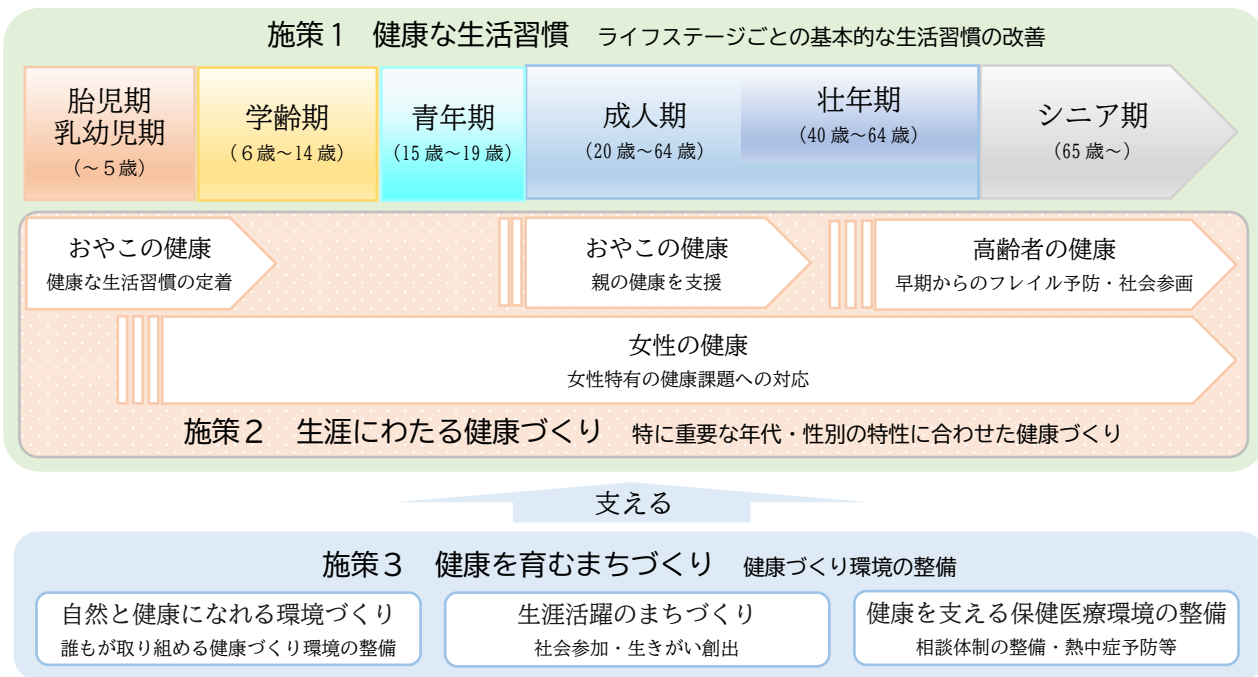 施策1　健康な生活習慣　ライフステージごとの基本的な生活習慣の改善
胎児期
乳幼児期
（～５歳）
学齢期
（６歳～14歳）
青年期
（15歳～19歳）
成人期
（20歳～64歳）
壮年期
（40歳～64歳）
シニア期
（65歳～）
おやこの健康
健康な生活習慣の定着
おやこの健康
親の健康を支援
高齢者の健康
早期からのフレイル予防・社会参画
女性の健康
女性特有の健康課題への対応
施策２　生涯にわたる健康づくり　特に重要な年代・性別の特性に合わせた健康づくり
支える
施策３　健康を育むまちづくり　健康づくり環境の整備
自然と健康になれる環境づくり
誰もが取り組める健康づくり環境の整備
生涯活躍のまちづくり
社会参加・生きがい創出
健康を支える保健医療環境の整備
相談体制の整備・熱中症予防等